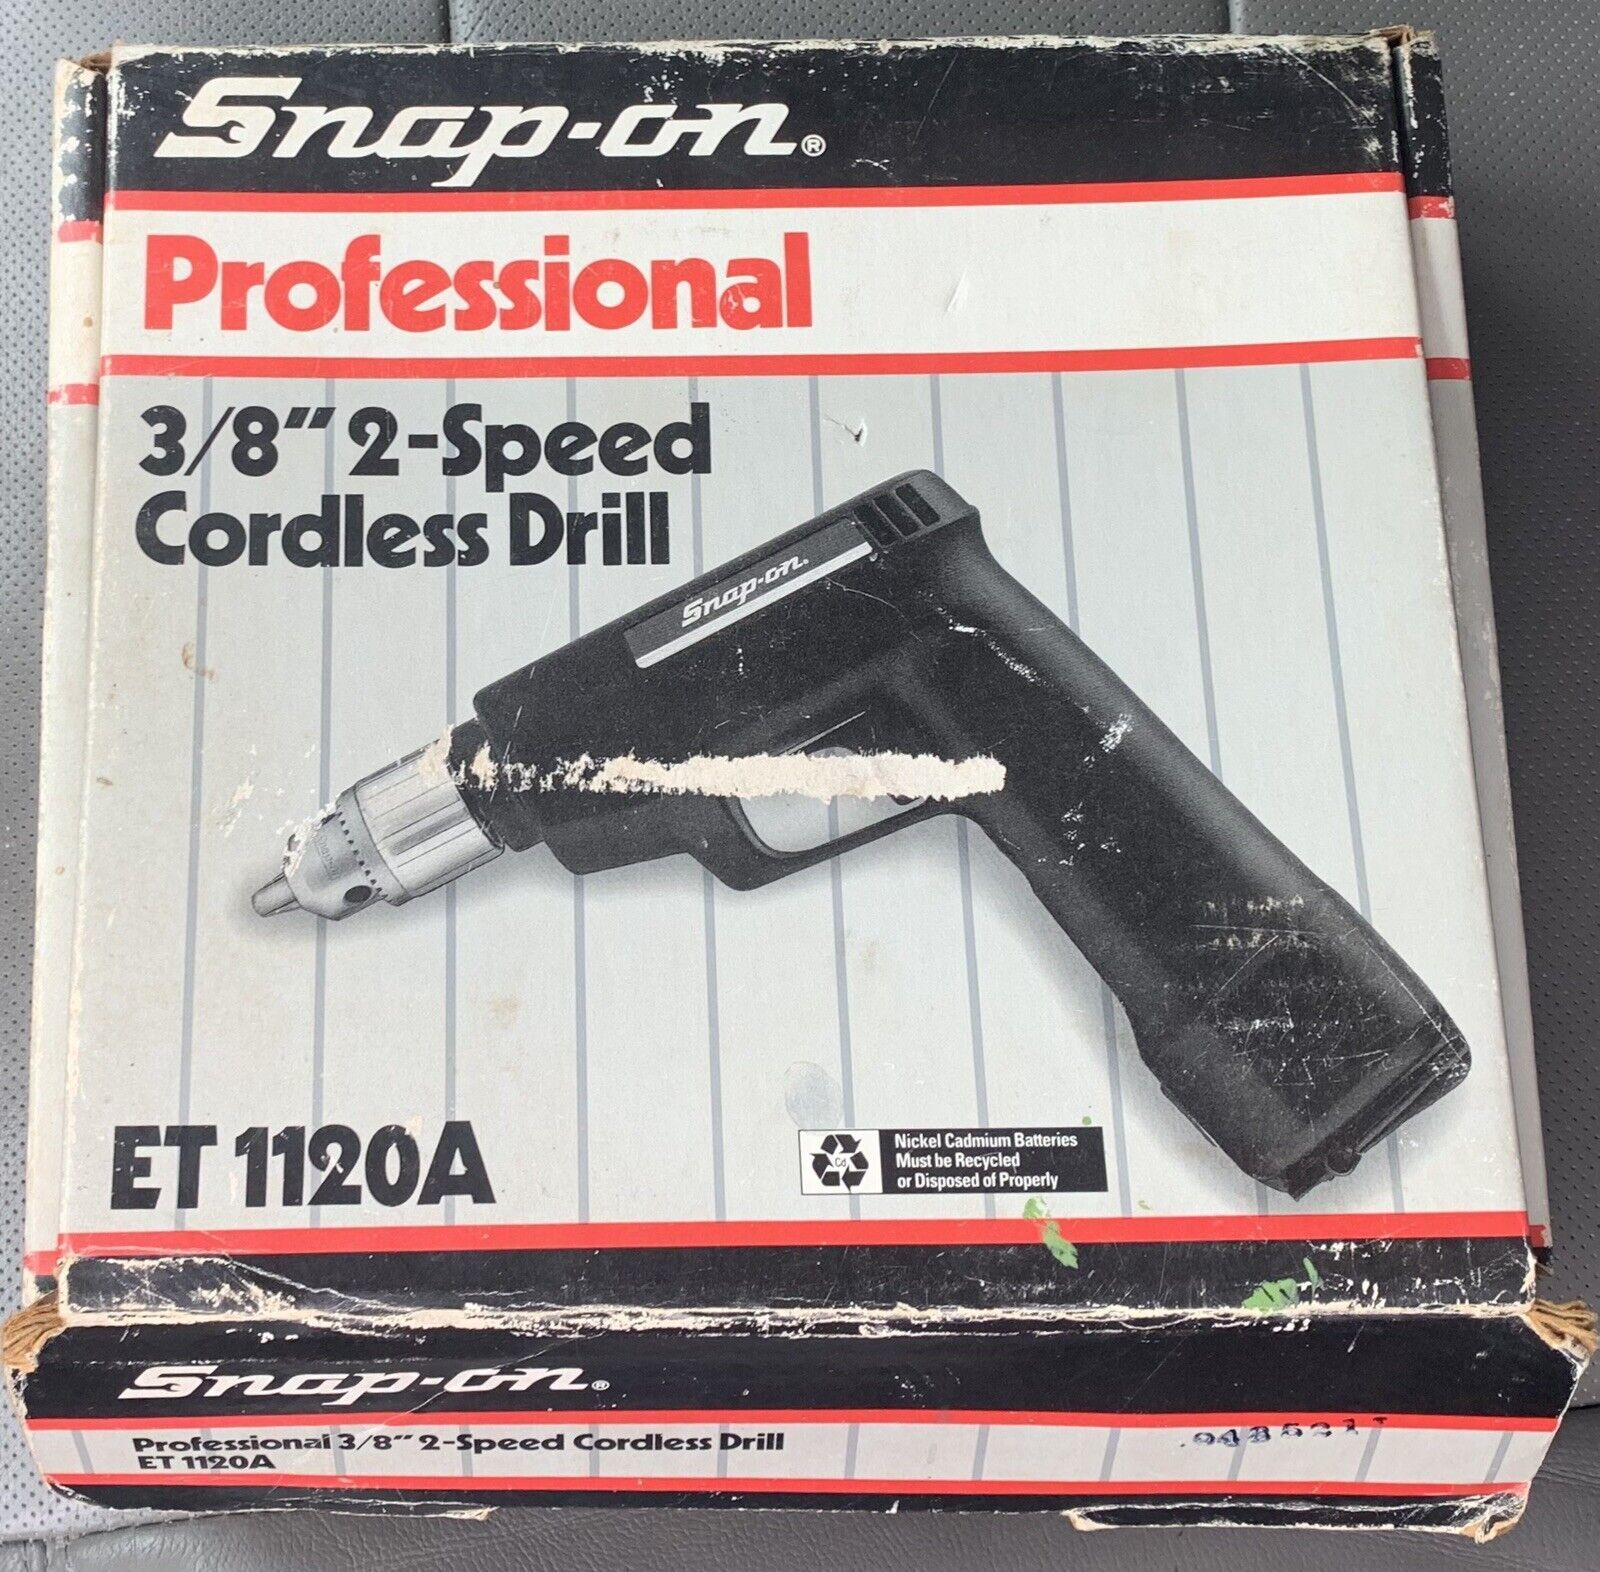 Snap-on®
Professional
3/8" 2-Speed
Cordless Drill
Snap-on
ET 1120A
Cd
Nickel Cadmium Batteries
Must be Recycled
or Disposed of Properly
Snap-on®
Professional 3/8" 2-Speed Cordless Drill
ET 1120A